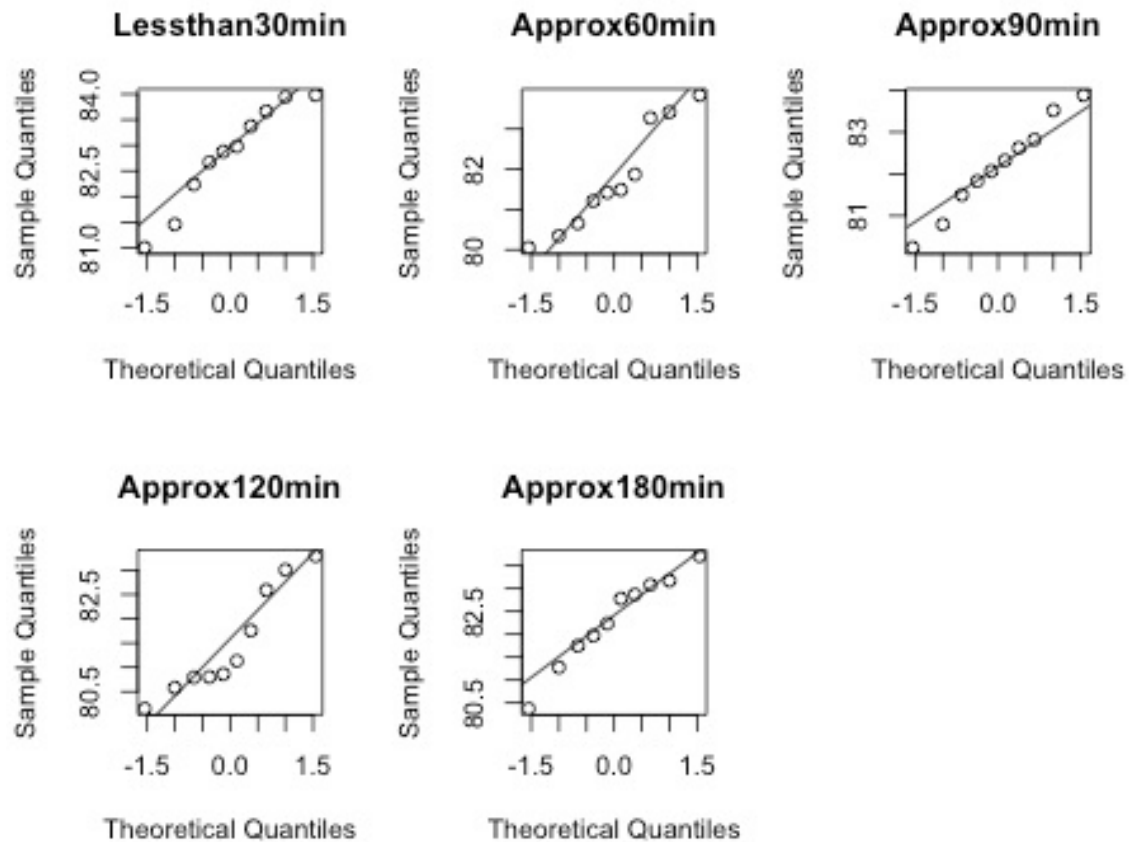 Lessthan30min
Approx60min
Approx90min
Sample Quantiles
81.0 82.5 84.0
Sample Quantiles
80 82
Sample Quantiles
81 83
-1.5 0.0 1.5
-1.5 0.0 1.5
-1.5 0.0 1.5
Theoretical Quantiles
Theoretical Quantiles
Theoretical Quantiles
Approx120min
Approx180min
Sample Quantiles
80.5 82.5
Sample Quantiles
80.5 82.5
-1.5 0.0 1.5
-1.5 0.0 1.5
Theoretical Quantiles
Theoretical Quantiles